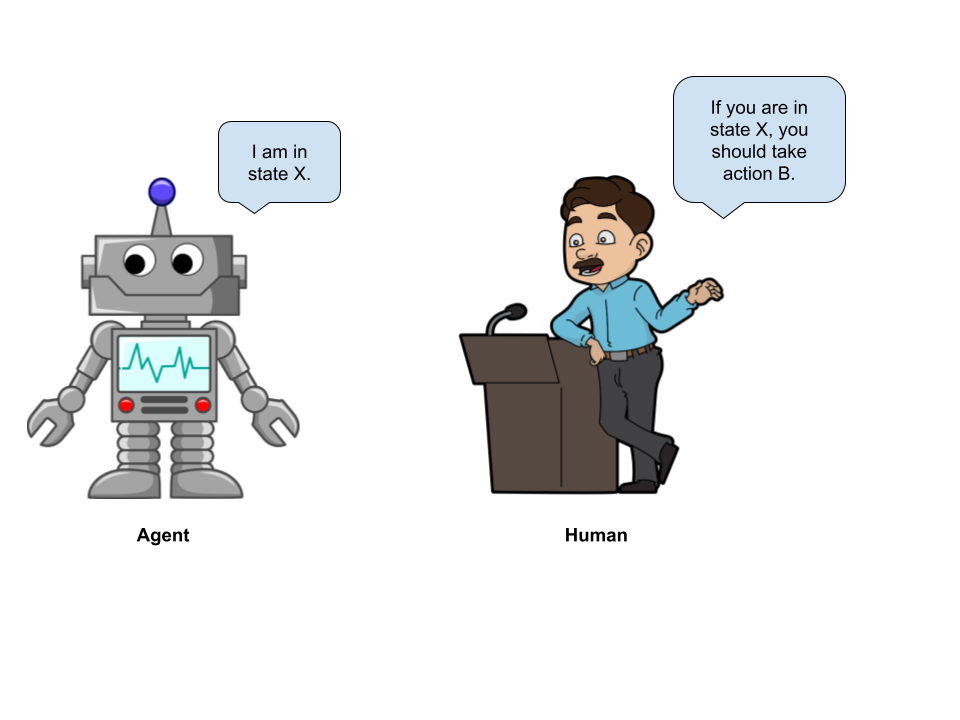 I am in
state X.
If you are in
state X, you
should take
action B.
Agent
Human